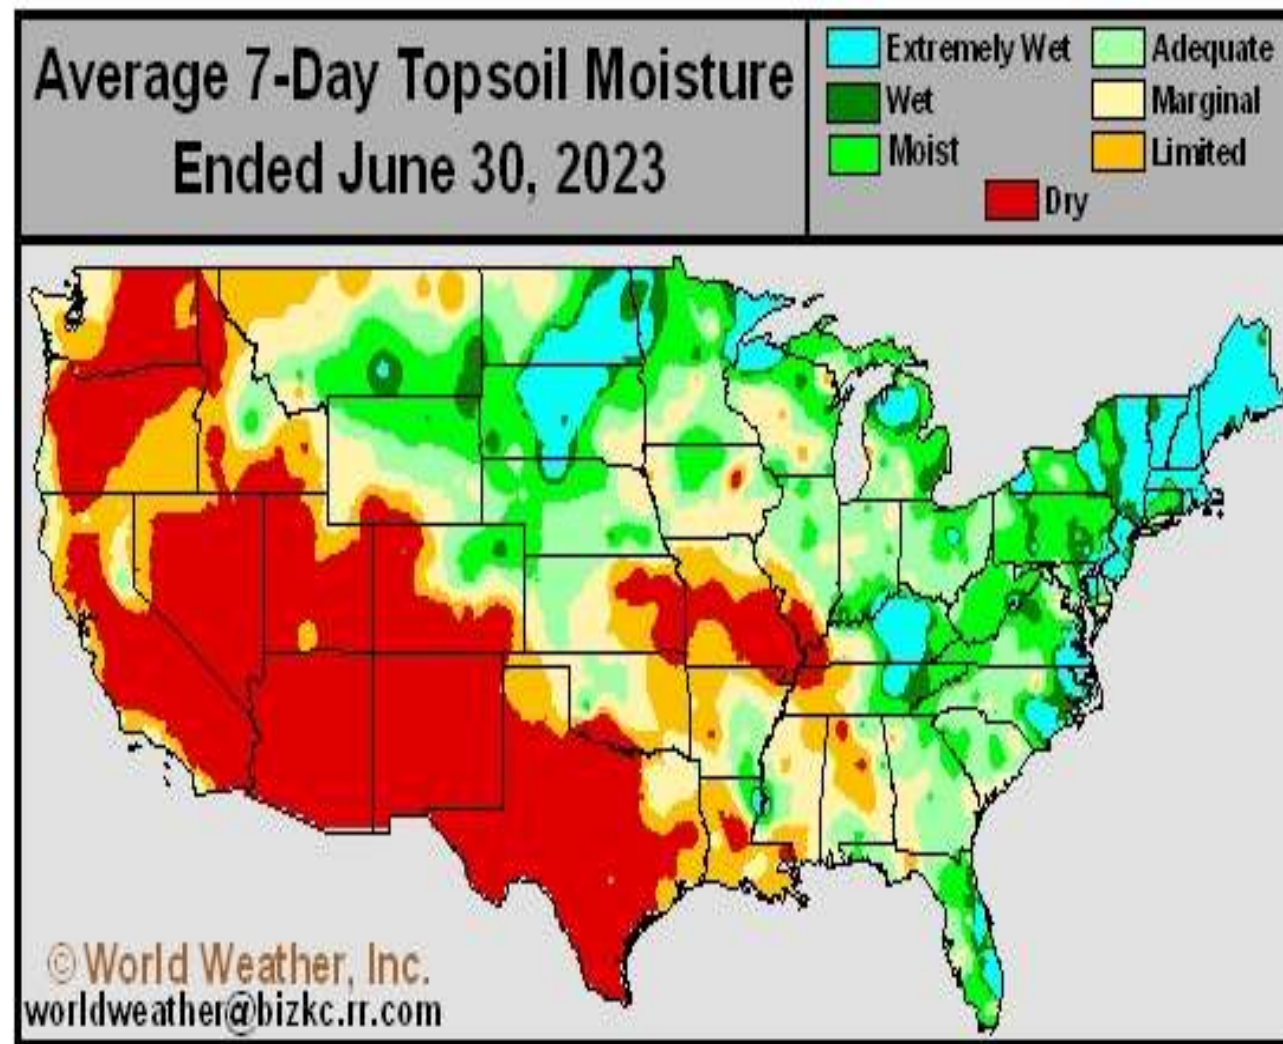 Average 7-Day Topsoil Moisture
Ended June 30, 2023
Extremely Wet
Adequate
Wet
Marginal
Moist
Limited
Dry
© World Weather, Inc.
worldweather@bizkc.rr.com